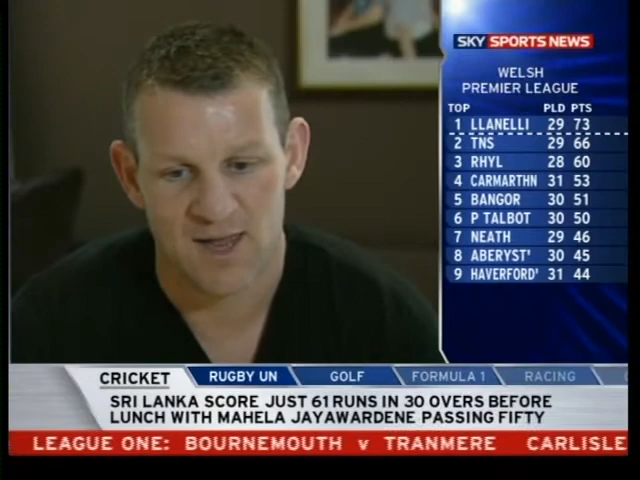 SKY SPORTS NEWS
WELSH
PREMIER LEAGUE
TOP PLD PTS
1 LLANELLI 29 73
2 TNS 29 66
3 RHYL 28 60
4 CARMARTHN 31 53
5 BANGOR 30 51
6 P TALBOT 30 50
7 NEATH 29 46
8 ABERYST' 30 45
9 HAVERFORD' 31 44
CRICKET RUGBY UN GOLF FORMULA 1 RACING
SRI LANKA SCORE JUST 61 RUNS IN 30 OVERS BEFORE
LUNCH WITH MAHELA JAYAWARDENE PASSING FIFTY
LEAGUE ONE: BOURNEMOUTH v TRANMERE CARLISLE